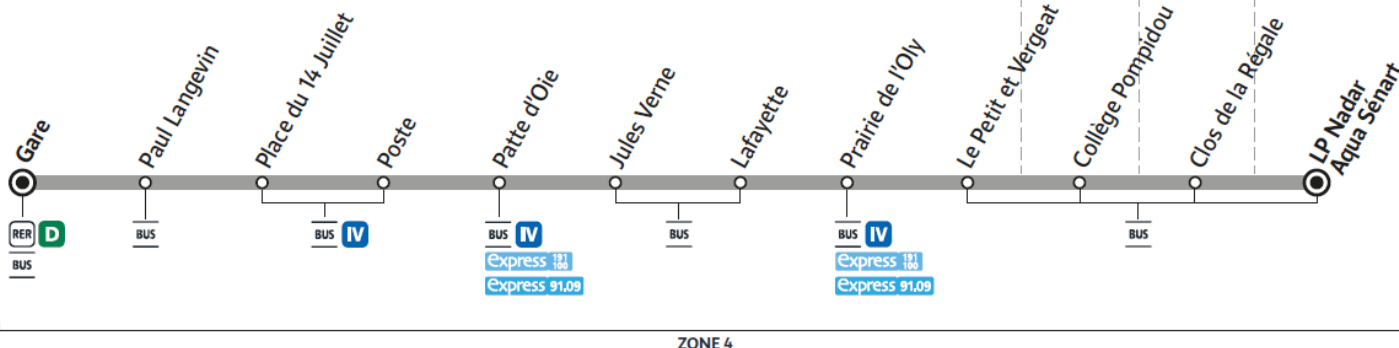 Gare
Paul Langevin
Place du 14 Juillet
Poste
Patte d'Oie
Jules Verne
Lafayette
Prairie de l'Oly
Le Petit et Vergeat
Collège Pompidou
Clos de la Régale
LP Nadar
Aqua Sénart
RER D
BUS
BUS
BUS IV
BUS IV
express 191 100
express 91.09
BUS
BUS IV
express 191 100
express 91.09
BUS
ZONE 4